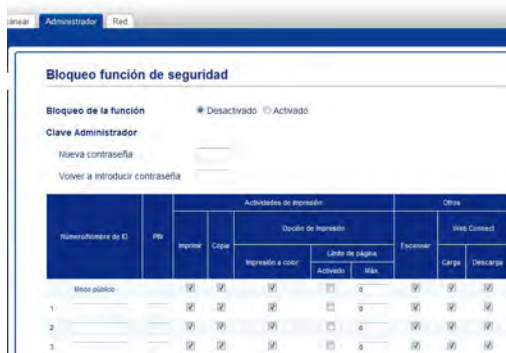 cánear Administrador Red
Bloqueo función de seguridad
Bloqueo de la función Desactivado Activado
Clave Administrador
Nueva contraseña
Volver a introducir contraseña
Actividades de impresión Otros
Número/Nombre de ID PIN Imprimir Copia Opción de impresión Escanear Web Connect
Impresión a color Límite de página Carga Descarga
Activado Máx.
Modo público 0
1 0
2 0
3 0